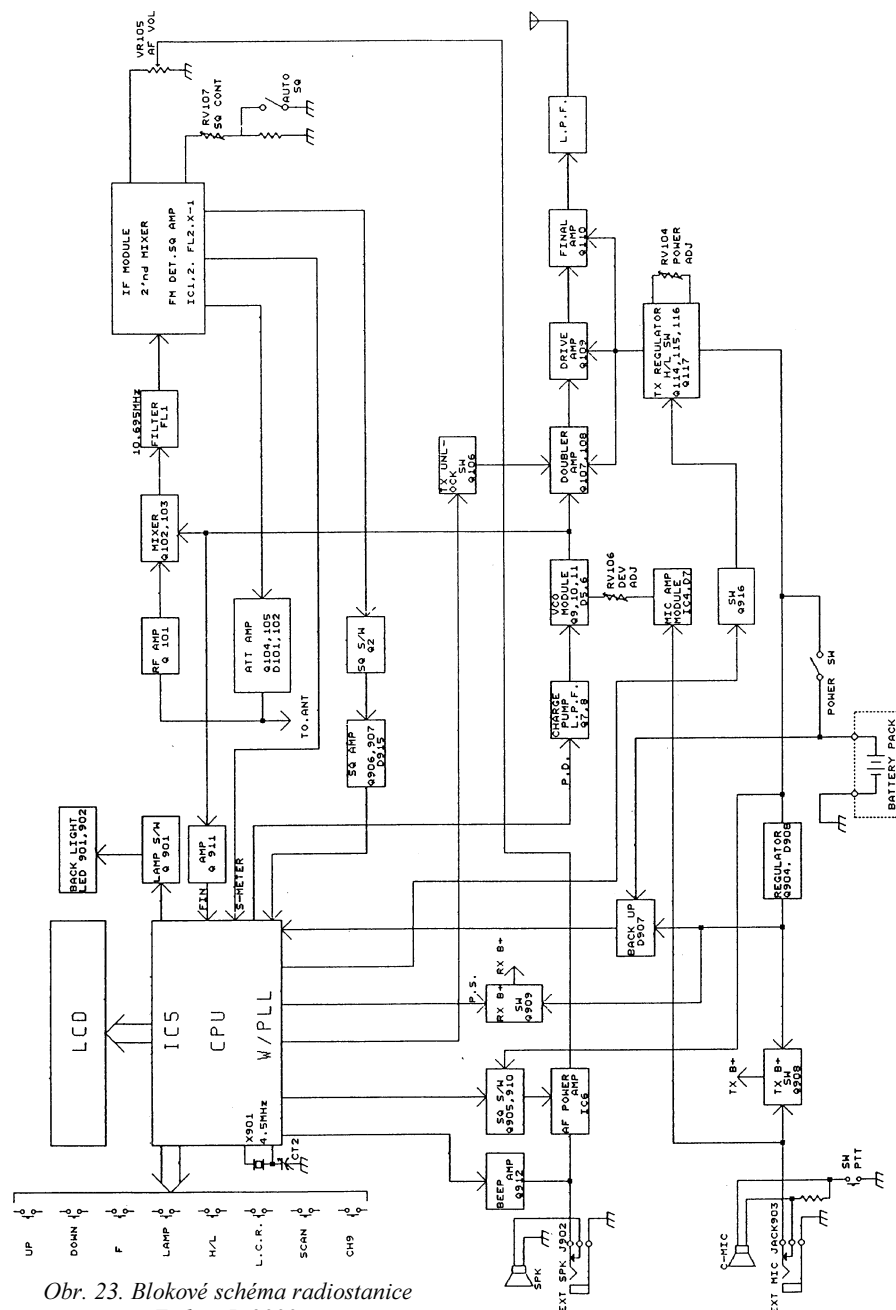 VR105
AF VOL
RV107
SQ CONT
AUTO
SQ
IF MODULE
2'nd MIXER
FM DET.SQ AMP
IC1,2. FL2.X-1
10.695MHz
FILTER
FL1
MIXER
Q102,103
RF AMP
Q 101
ATT AMP
Q104,105
D101,102
TO.ANT
SQ S/W
Q2
SQ AMP
Q906,907
D915
BACK LIGHT
LED 901,902
LAMP S/W
Q 901
AMP
Q 911
FIN
S-METER
LCD
IC5
CPU
W/PLL
X901
4.5MHz
CT2
UP
DOWN
F
LAMP
H/L
L.C.R.
SCAN
CH9
L.P.F.
FINAL
AMP
Q110
DRIVE
AMP
Q109
DOUBLER
AMP
Q107,108
TX UNL-
OCK
SW
Q106
RV104
POWER
ADJ
TX REGULATOR
H/L SW
Q114,115,116
Q117
VCO
MODULE
Q9,10,11
D5,6
RV106
DEV
ADJ
MIC AMP
MODULE
IC4,D7
SW
Q916
CHARGE
PUMP
L.P.F.
Q7,8
P.D.
POWER SW
BATTERY PACK
REGULATOR
Q904, D908
BACK UP
D907
P.S.
RX B+
RX B+
SW
Q909
SQ S/W
Q905,910
AF POWER
AMP
IC6
BEEP
AMP
Q912
TX B+
TX B+
SW
Q908
SPK
EXT SPK J902
C-MIC
SW
PTT
EXT MIC JACK903
Obr. 23. Blokové schéma radiostanice